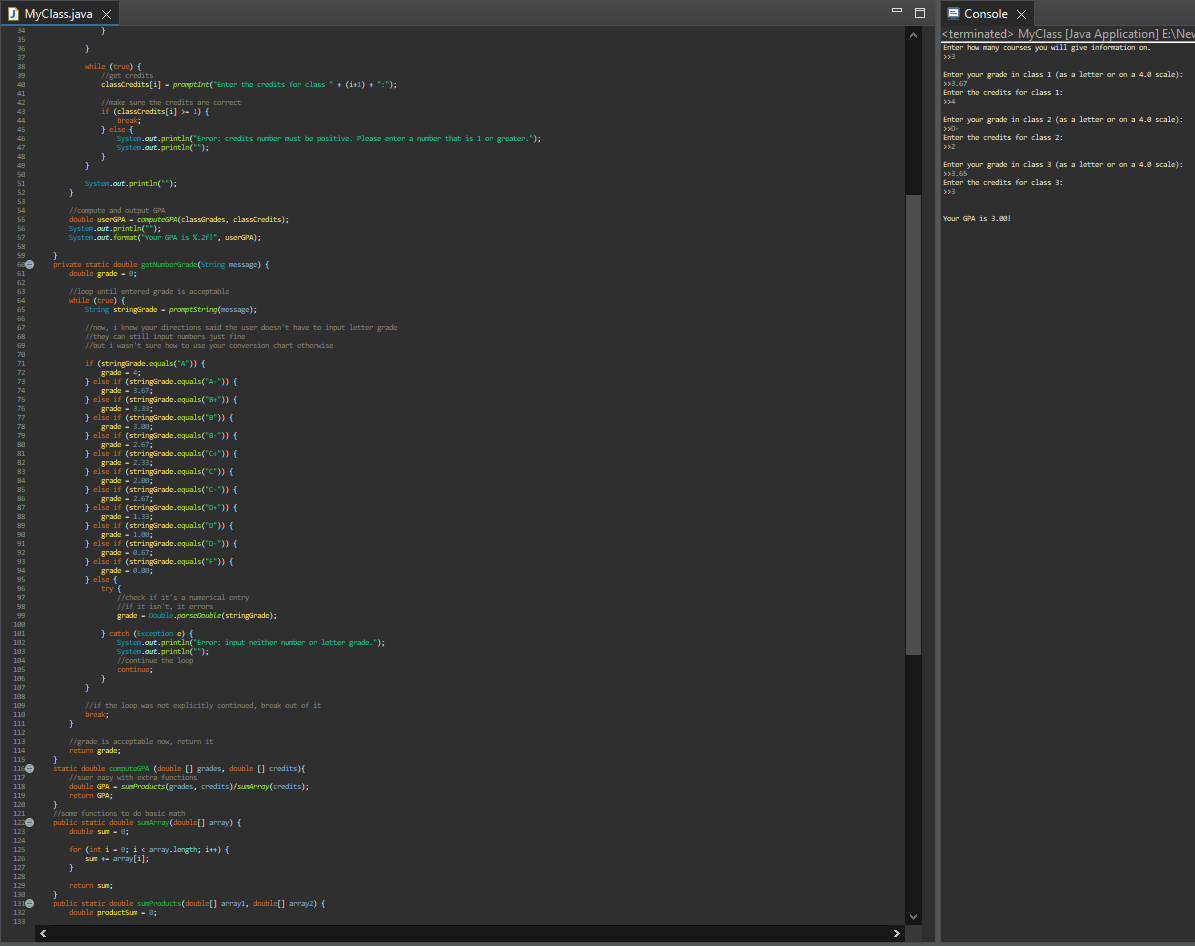 MyClass.java
34 }
35
36 }
37
38 while (true) {
39 //get credits
40 classCredits[i] = promptInt("Enter the credits for class " + (i+1) + ":");
41
42 //make sure the credits are correct
43 if (classCredits[i] >= 1) {
44 break;
45 } else {
46 System.out.println("Error: credits number must be positive. Please enter a number that is 1 or greater.");
47 System.out.println("");
48 }
49 }
50
51 System.out.println("");
52 }
53
54 //compute and output GPA
55 double userGPA = computeGPA(classGrades, classCredits);
56 System.out.println("");
57 System.out.format("Your GPA is %.2f!", userGPA);
58
59 }
60 private static double getNumberGrade(String message) {
61 double grade = 0;
62
63 //loop until entered grade is acceptable
64 while (true) {
65 String stringGrade = promptString(message);
66
67 //now, i know your directions said the user doesn't have to input letter grade
68 //they can still input numbers just fine
69 //but i wasn't sure how to use your conversion chart otherwise
70
71 if (stringGrade.equals("A")) {
72 grade = 4;
73 } else if (stringGrade.equals("A-")) {
74 grade = 3.67;
75 } else if (stringGrade.equals("B+")) {
76 grade = 3.33;
77 } else if (stringGrade.equals("B")) {
78 grade = 3.00;
79 } else if (stringGrade.equals("B-")) {
80 grade = 2.67;
81 } else if (stringGrade.equals("C+")) {
82 grade = 2.33;
83 } else if (stringGrade.equals("C")) {
84 grade = 2.00;
85 } else if (stringGrade.equals("C-")) {
86 grade = 2.67;
87 } else if (stringGrade.equals("D+")) {
88 grade = 1.33;
89 } else if (stringGrade.equals("D")) {
90 grade = 1.00;
91 } else if (stringGrade.equals("D-")) {
92 grade = 0.67;
93 } else if (stringGrade.equals("F")) {
94 grade = 0.00;
95 } else {
96 try {
97 //check if it's a numerical entry
98 //if it isn't, it errors
99 grade = Double.parseDouble(stringGrade);
100
101 } catch (Exception e) {
102 System.out.println("Error: input neither number or letter grade.");
103 System.out.println("");
104 //continue the loop
105 continue;
106 }
107 }
108
109 //if the loop was not explicitly continued, break out of it
110 break;
111 }
112
113 //grade is acceptable now, return it
114 return grade;
115 }
116 static double computeGPA (double [] grades, double [] credits){
117 //suer easy with extra functions
118 double GPA = sumProducts(grades, credits)/sumArray(credits);
119 return GPA;
120 }
121 //some functions to do basic math
122 public static double sumArray(double[] array) {
123 double sum = 0;
124
125 for (int i = 0; i < array.length; i++) {
126 sum += array[i];
127 }
128
129 return sum;
130 }
131 public static double sumProducts(double[] array1, double[] array2) {
132 double productSum = 0;
133
Console
<terminated> MyClass [Java Application] E:\Nev
Enter how many courses you will give information on.
>>3
Enter your grade in class 1 (as a letter or on a 4.0 scale):
>>3.67
Enter the credits for class 1:
>>4
Enter your grade in class 2 (as a letter or on a 4.0 scale):
>>D-
Enter the credits for class 2:
>>2
Enter your grade in class 3 (as a letter or on a 4.0 scale):
>>3.65
Enter the credits for class 3:
>>3
Your GPA is 3.00!